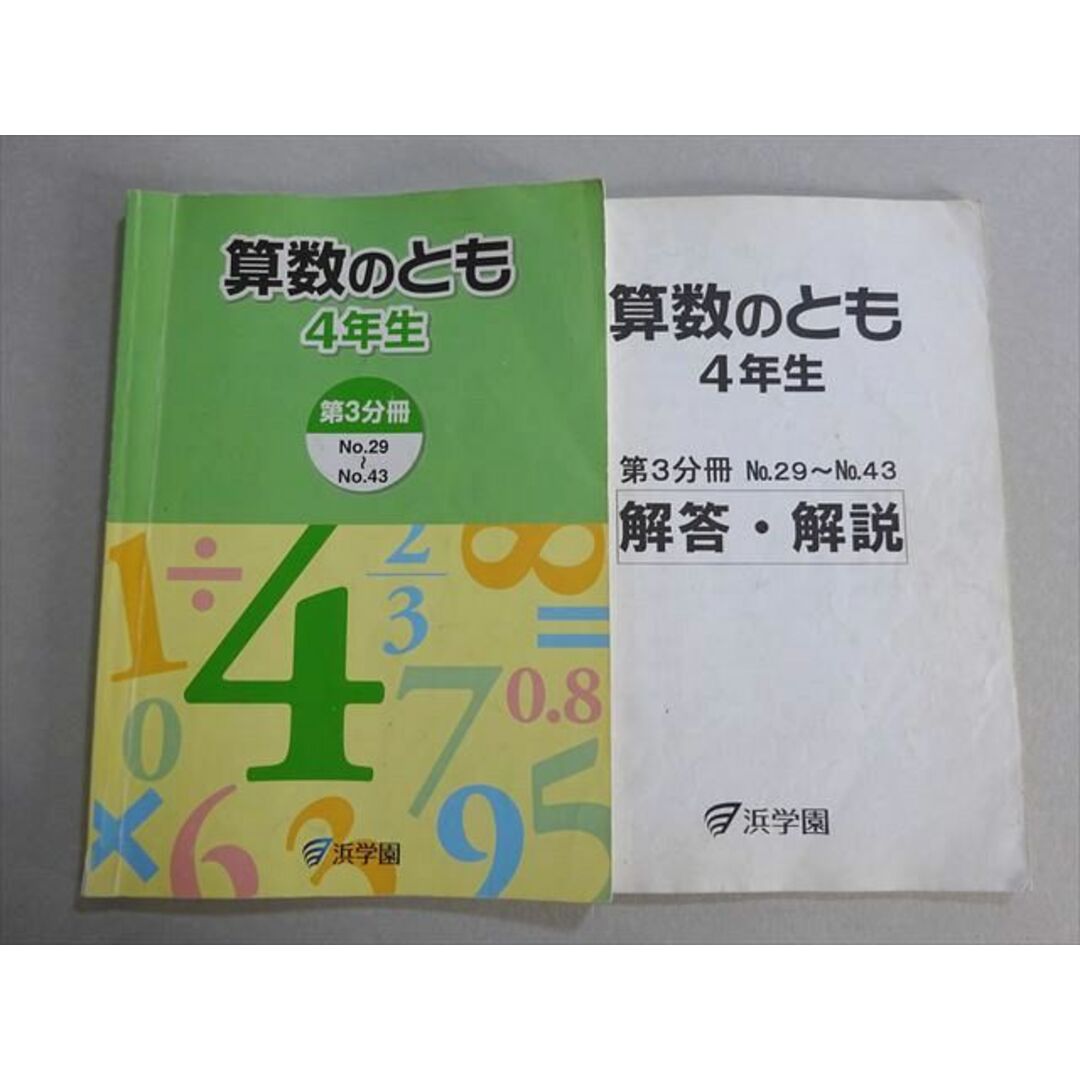 算数のとも
4年生
第3分冊
No.29
〜
No.43
1
÷
4
2
3
8
=
0.8
0
7
×
6
3
9
5
浜学園
算数のとも
4年生
第3分冊 No.29〜No.43
解答・解説
浜学園